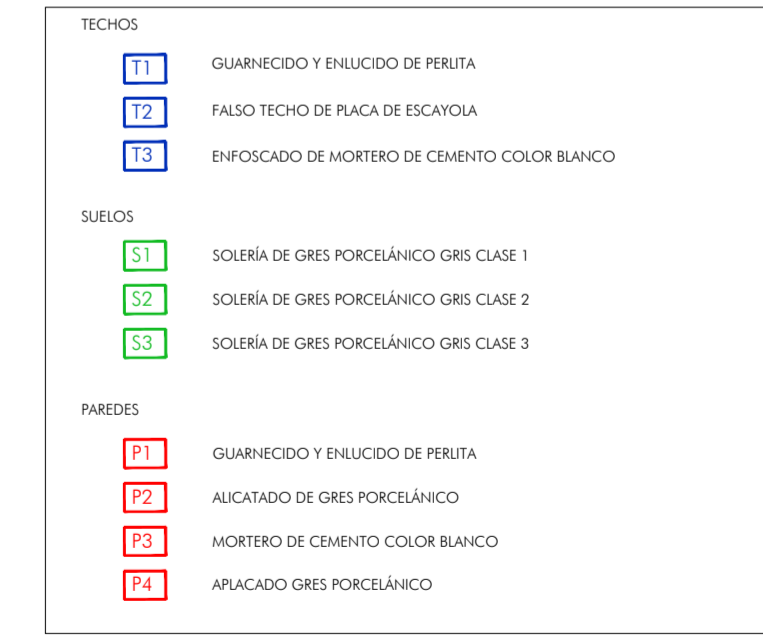 TECHOS
T1 GUARNECIDO Y ENLUCIDO DE PERLITA
T2 FALSO TECHO DE PLACA DE ESCAYOLA
T3 ENFOSCADO DE MORTERO DE CEMENTO COLOR BLANCO
SUELOS
S1 SOLERÍA DE GRES PORCELÁNICO GRIS CLASE 1
S2 SOLERÍA DE GRES PORCELÁNICO GRIS CLASE 2
S3 SOLERÍA DE GRES PORCELÁNICO GRIS CLASE 3
PAREDES
P1 GUARNECIDO Y ENLUCIDO DE PERLITA
P2 ALICATADO DE GRES PORCELÁNICO
P3 MORTERO DE CEMENTO COLOR BLANCO
P4 APLACADO GRES PORCELÁNICO